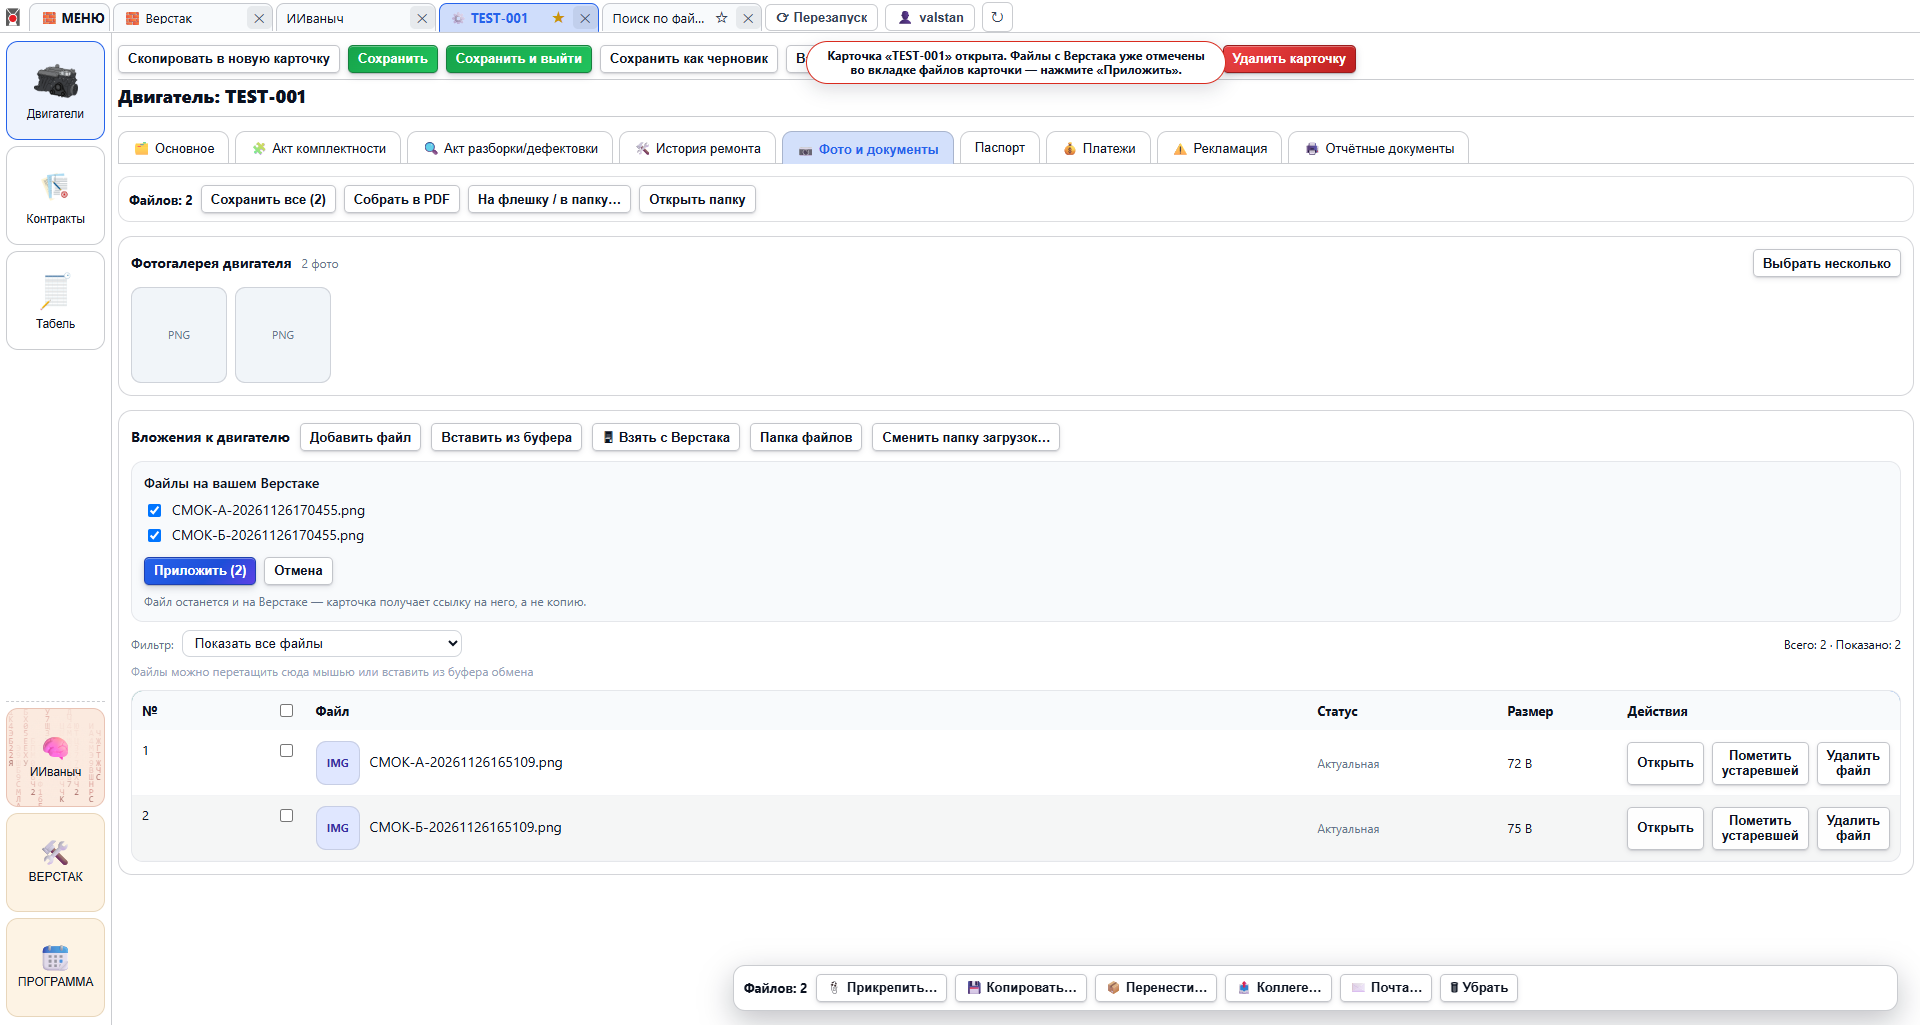 МЕНЮ
Верстак
ИИваныч
TEST-001
Поиск по фай...
Перезапуск
valstan
Скопировать в новую карточку
Сохранить
Сохранить и выйти
Сохранить как черновик
В
Карточка «TEST-001» открыта. Файлы с Верстака уже отмечены
во вкладке файлов карточки — нажмите «Приложить».
Удалить карточку
Двигатели
Контракты
Табель
ИИваныч
ВЕРСТАК
ПРОГРАММА
Двигатель: TEST-001
Основное
Акт комплектности
Акт разборки/дефектовки
История ремонта
Фото и документы
Паспорт
Платежи
Рекламация
Отчётные документы
Файлов: 2
Сохранить все (2)
Собрать в PDF
На флешку / в папку...
Открыть папку
Фотогалерея двигателя
2 фото
Выбрать несколько
PNG
PNG
Вложения к двигателю
Добавить файл
Вставить из буфера
Взять с Верстака
Папка файлов
Сменить папку загрузок...
Файлы на вашем Верстаке
СМОК-А-20261126170455.png
СМОК-Б-20261126170455.png
Приложить (2)
Отмена
Файл останется и на Верстаке — карточка получает ссылку на него, а не копию.
Фильтр:
Показать все файлы
Всего: 2 · Показано: 2
Файлы можно перетащить сюда мышью или вставить из буфера обмена
№
Файл
Статус
Размер
Действия
1
IMG
СМОК-А-20261126165109.png
Актуальная
72 B
Открыть
Пометить
устаревшей
Удалить
файл
2
IMG
СМОК-Б-20261126165109.png
Актуальная
75 B
Открыть
Пометить
устаревшей
Удалить
файл
Файлов: 2
Прикрепить...
Копировать...
Перенести...
Коллеге...
Почта...
Убрать